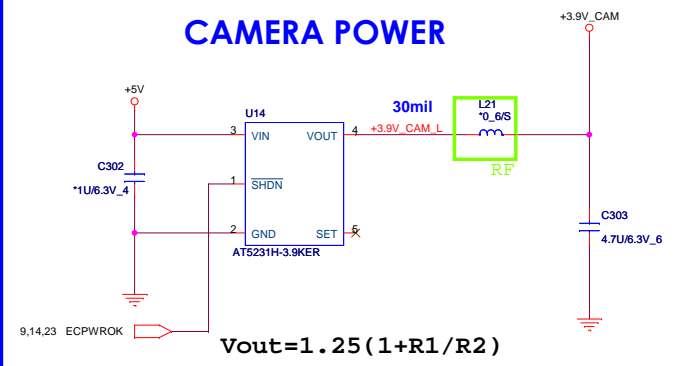 CAMERA POWER
+3.9V_CAM
+5V
U14
30mil
L21
*0_6/S
3
VIN
VOUT
4
+3.9V_CAM_L
RF
C302
*1U/6.3V_4
1
SHDN
C303
4.7U/6.3V_6
2
GND
SET
5
AT5231H-3.9KER
9,14,23 ECPWROK
Vout=1.25(1+R1/R2)